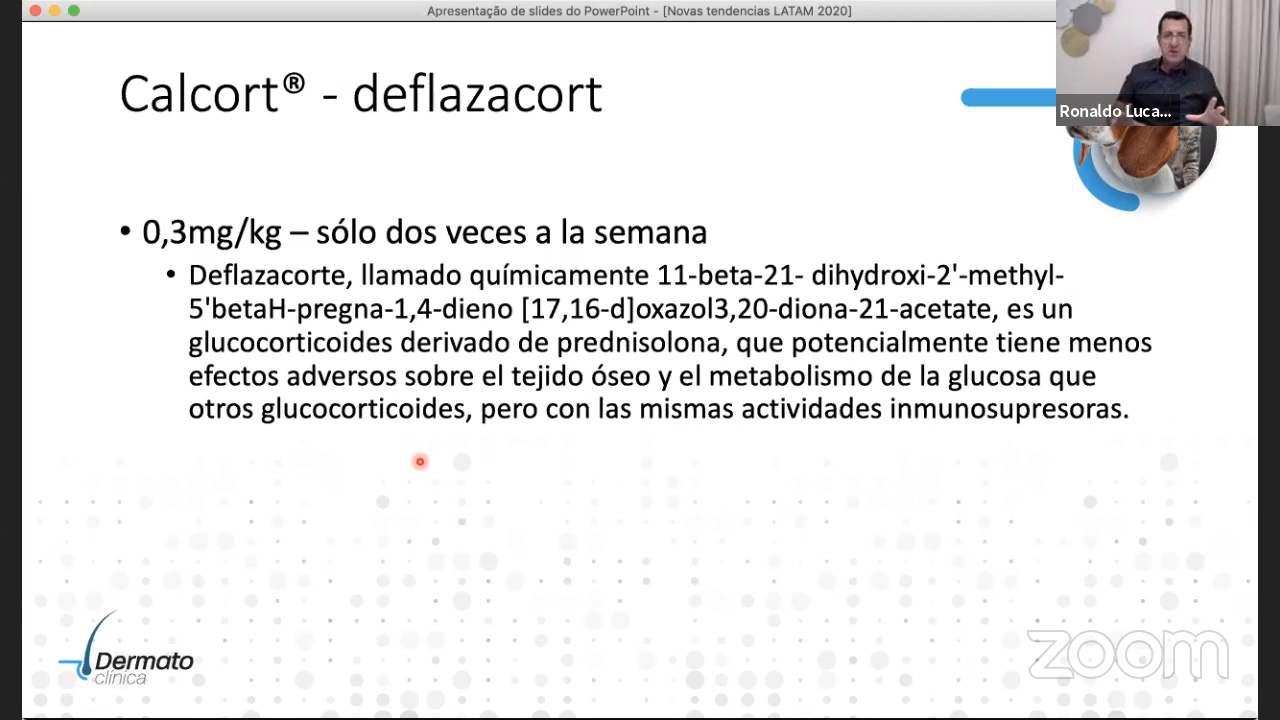 Apresentação de slides do PowerPoint - [Novas tendencias LATAM 2020]
Ronaldo Luca...
Calcort® - deflazacort
• 0,3mg/kg – sólo dos veces a la semana
• Deflazacorte, llamado químicamente 11-beta-21- dihydroxi-2'-methyl-
5'betaH-pregna-1,4-dieno [17,16-d]oxazol3,20-diona-21-acetate, es un
glucocorticoides derivado de prednisolona, que potencialmente tiene menos
efectos adversos sobre el tejido óseo y el metabolismo de la glucosa que
otros glucocorticoides, pero con las mismas actividades inmunosupresoras.
Dermato
clínica
zoom